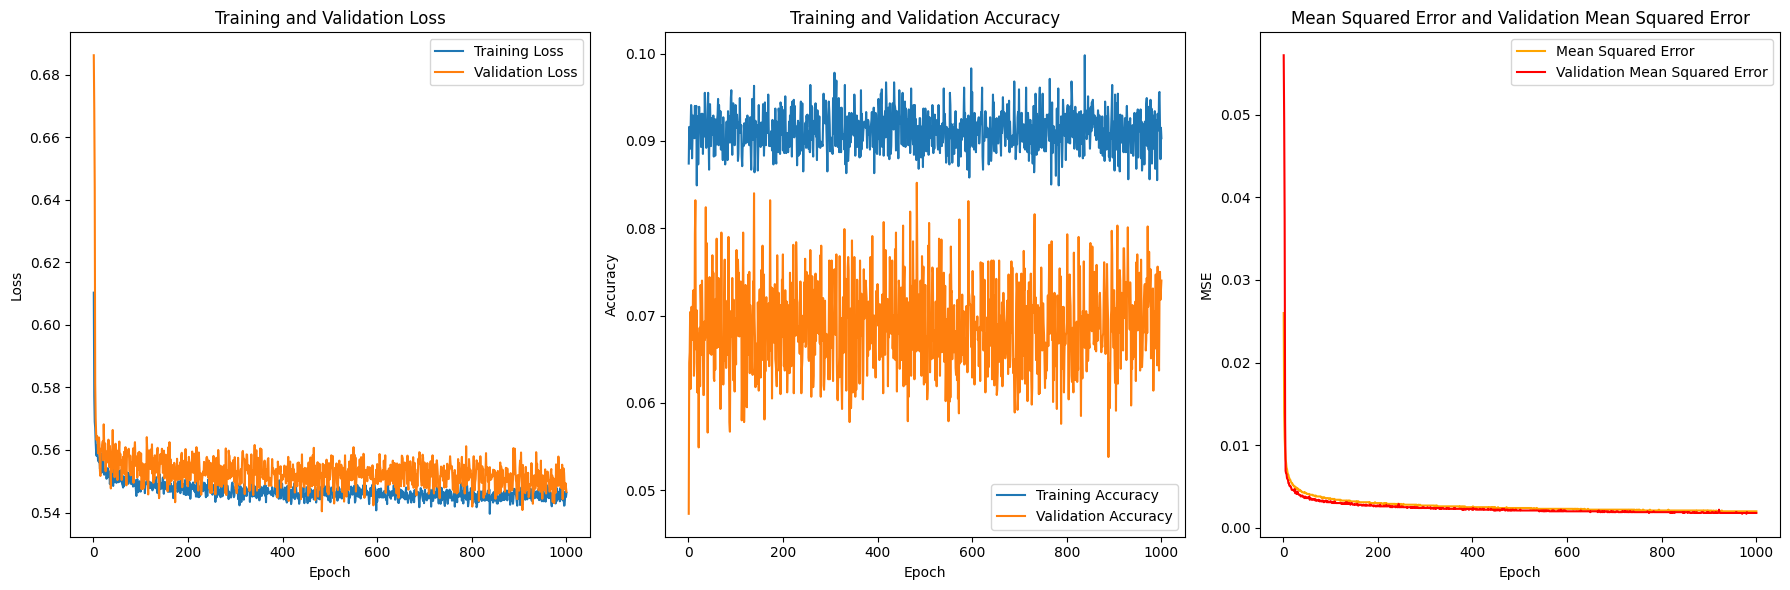 Training and Validation Loss
Training Loss
Validation Loss
0.68
0.66
0.64
0.62
0.60
0.58
0.56
0.54
Loss
0 200 400 600 800 1000
Epoch
Training and Validation Accuracy
0.10
0.09
0.08
0.07
0.06
0.05
Accuracy
Training Accuracy
Validation Accuracy
0 200 400 600 800 1000
Epoch
Mean Squared Error and Validation Mean Squared Error
Mean Squared Error
Validation Mean Squared Error
0.05
0.04
0.03
0.02
0.01
0.00
MSE
0 200 400 600 800 1000
Epoch